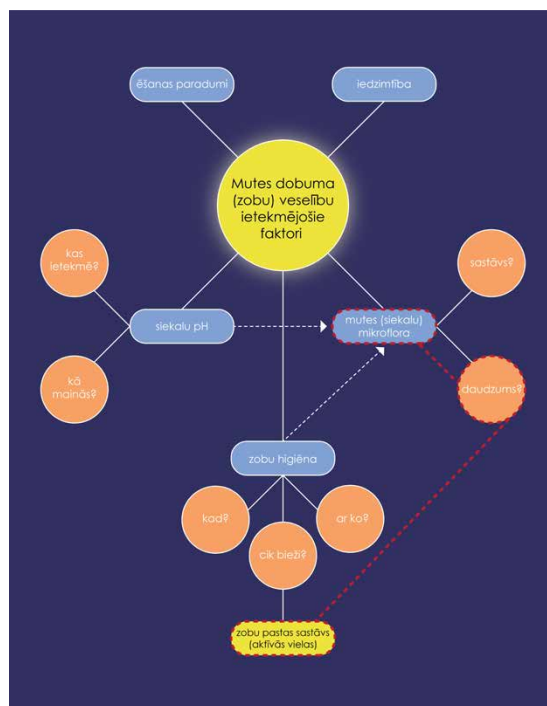 ēšanas paradumi
iedzimtība
Mutes dobuma
(zobu) veselību
ietekmējošie
faktori
kas
ietekmē?
sastāvs?
siekalu pH
mutes (siekalu)
mikroflora
kā
mainās?
daudzums?
zobu higiēna
kad?
ar ko?
cik bieži?
zobu pastas sastāvs
(aktīvās vielas)